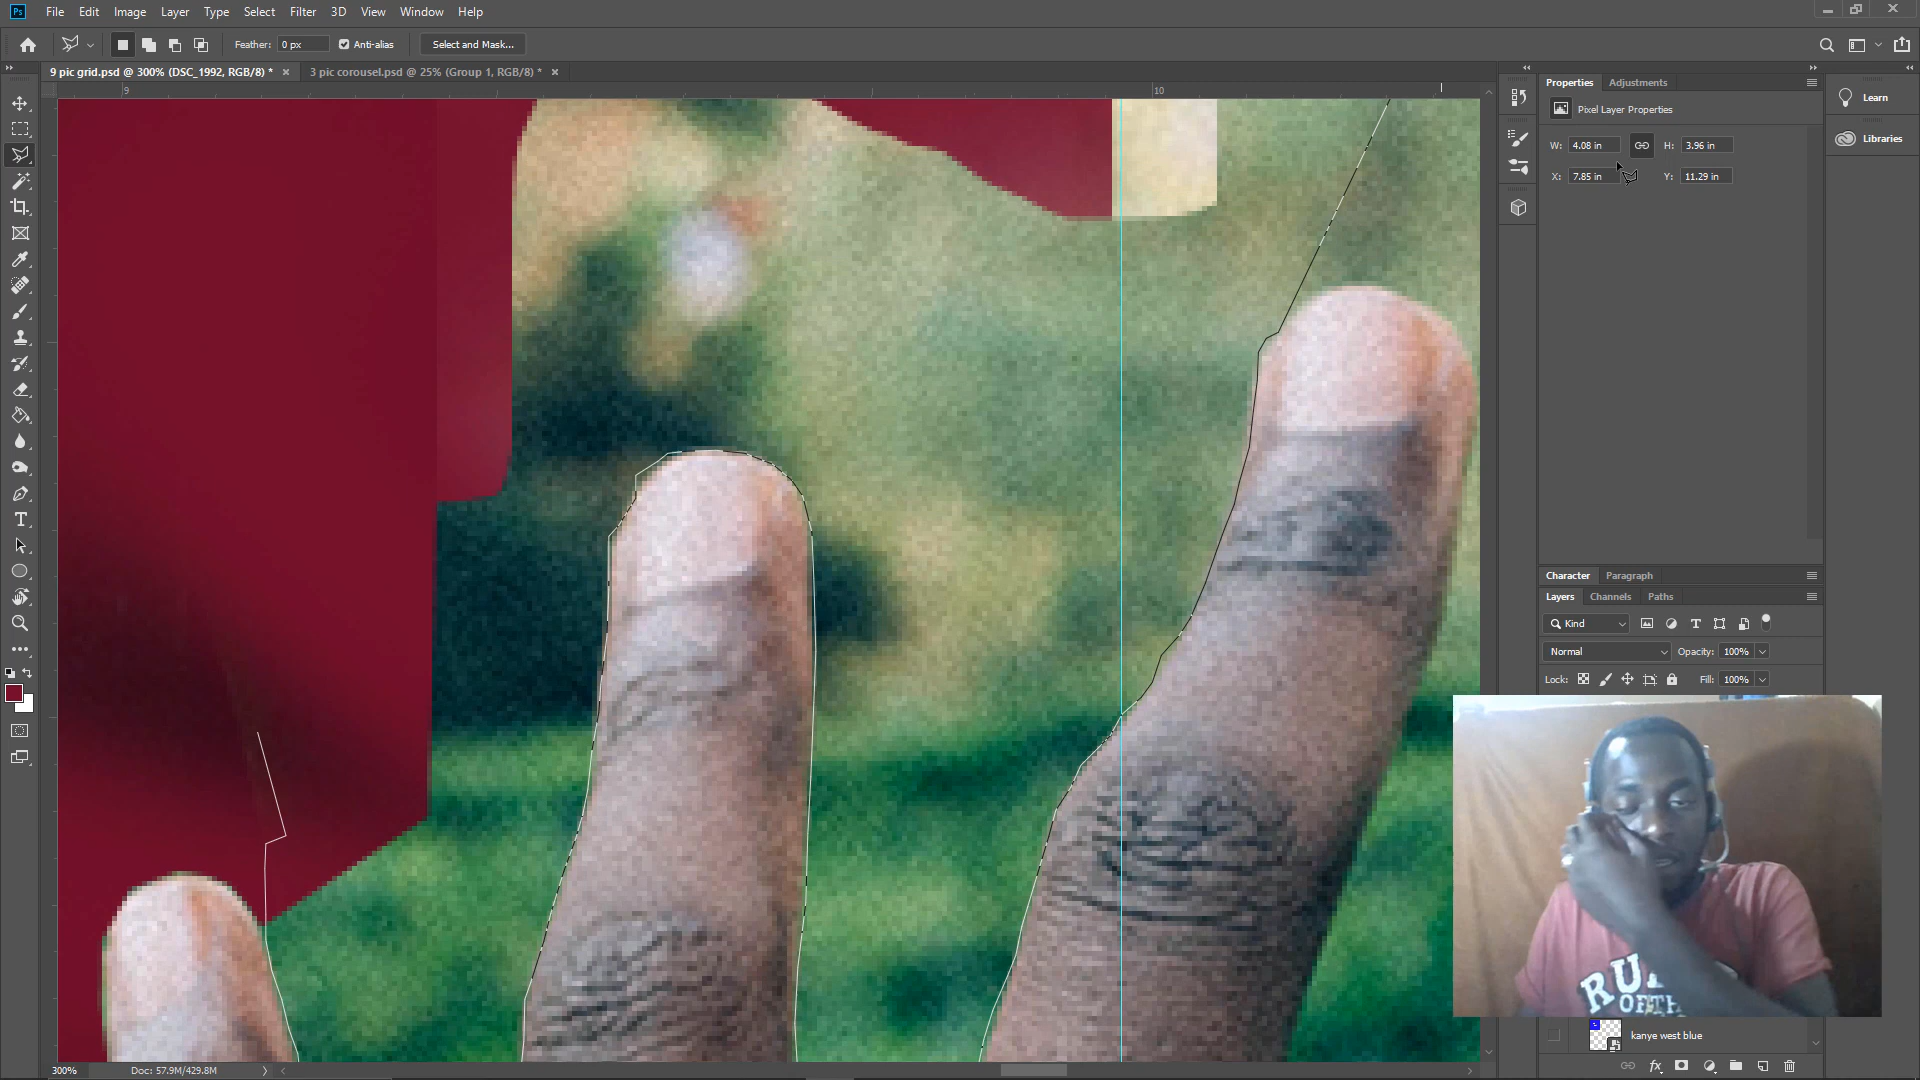 Ps File Edit Image Layer Type Select Filter 3D View Window Help
Feather: 0 px Anti-alias Select and Mask...
9 pic grid.psd @ 300% (DSC_1992, RGB/8) * 3 pic corousel.psd @ 25% (Group 1, RGB/8) *
9 10
Properties Adjustments
Pixel Layer Properties
W: 4.08 in H: 3.96 in
X: 7.85 in Y: 11.29 in
Learn
Libraries
Character Paragraph
Layers Channels Paths
Kind
Normal Opacity: 100%
Lock: Fill: 100%
kanye west blue
300% Doc: 57.9M/429.8M